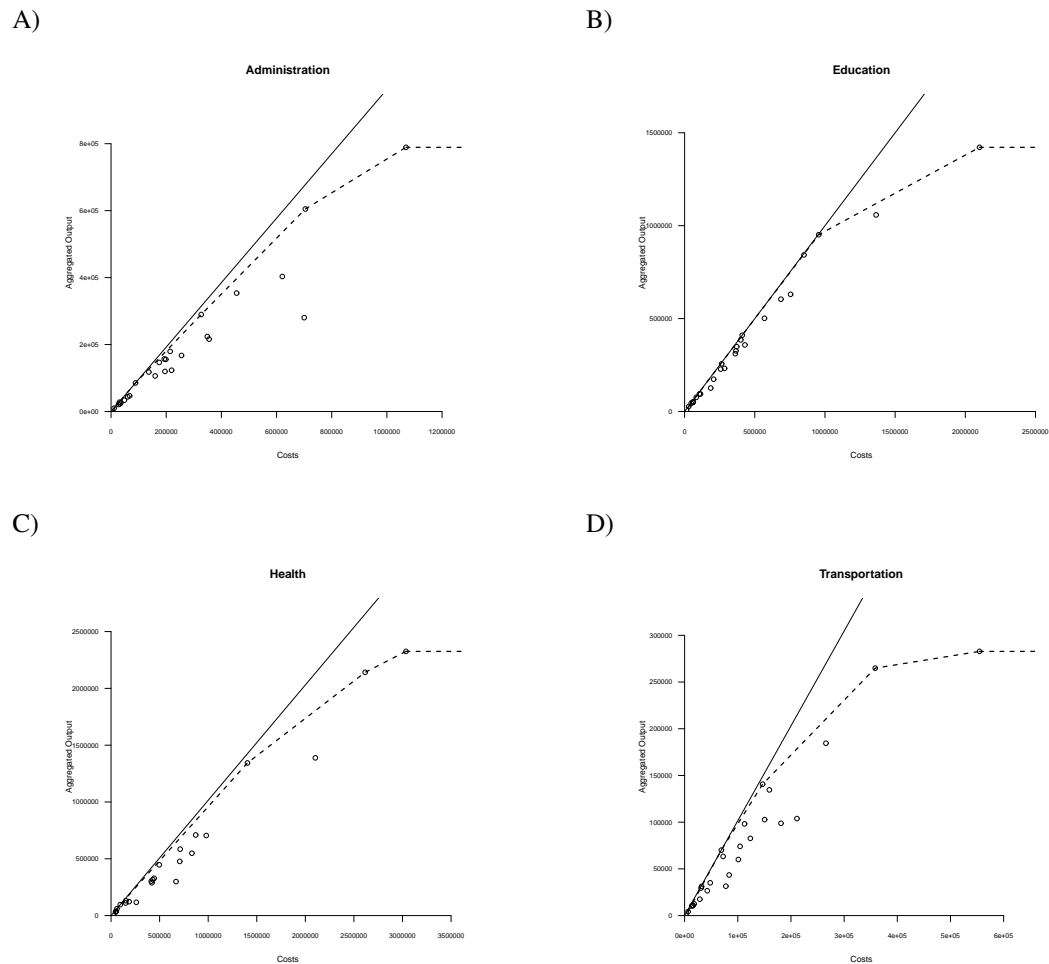 A)
Administration
Aggregated Output
8e+05
6e+05
4e+05
2e+05
0e+00
0 200000 400000 600000 800000 1000000 1200000
Costs
B)
Education
Aggregated Output
1500000
1000000
500000
0
0 500000 1000000 1500000 2000000 2500000
Costs
C)
Health
Aggregated Output
2500000
2000000
1500000
1000000
500000
0
0 500000 1000000 1500000 2000000 2500000 3000000 3500000
Costs
D)
Transportation
Aggregated Output
300000
250000
200000
150000
100000
50000
0
0e+00 1e+05 2e+05 3e+05 4e+05 5e+05 6e+05
Costs